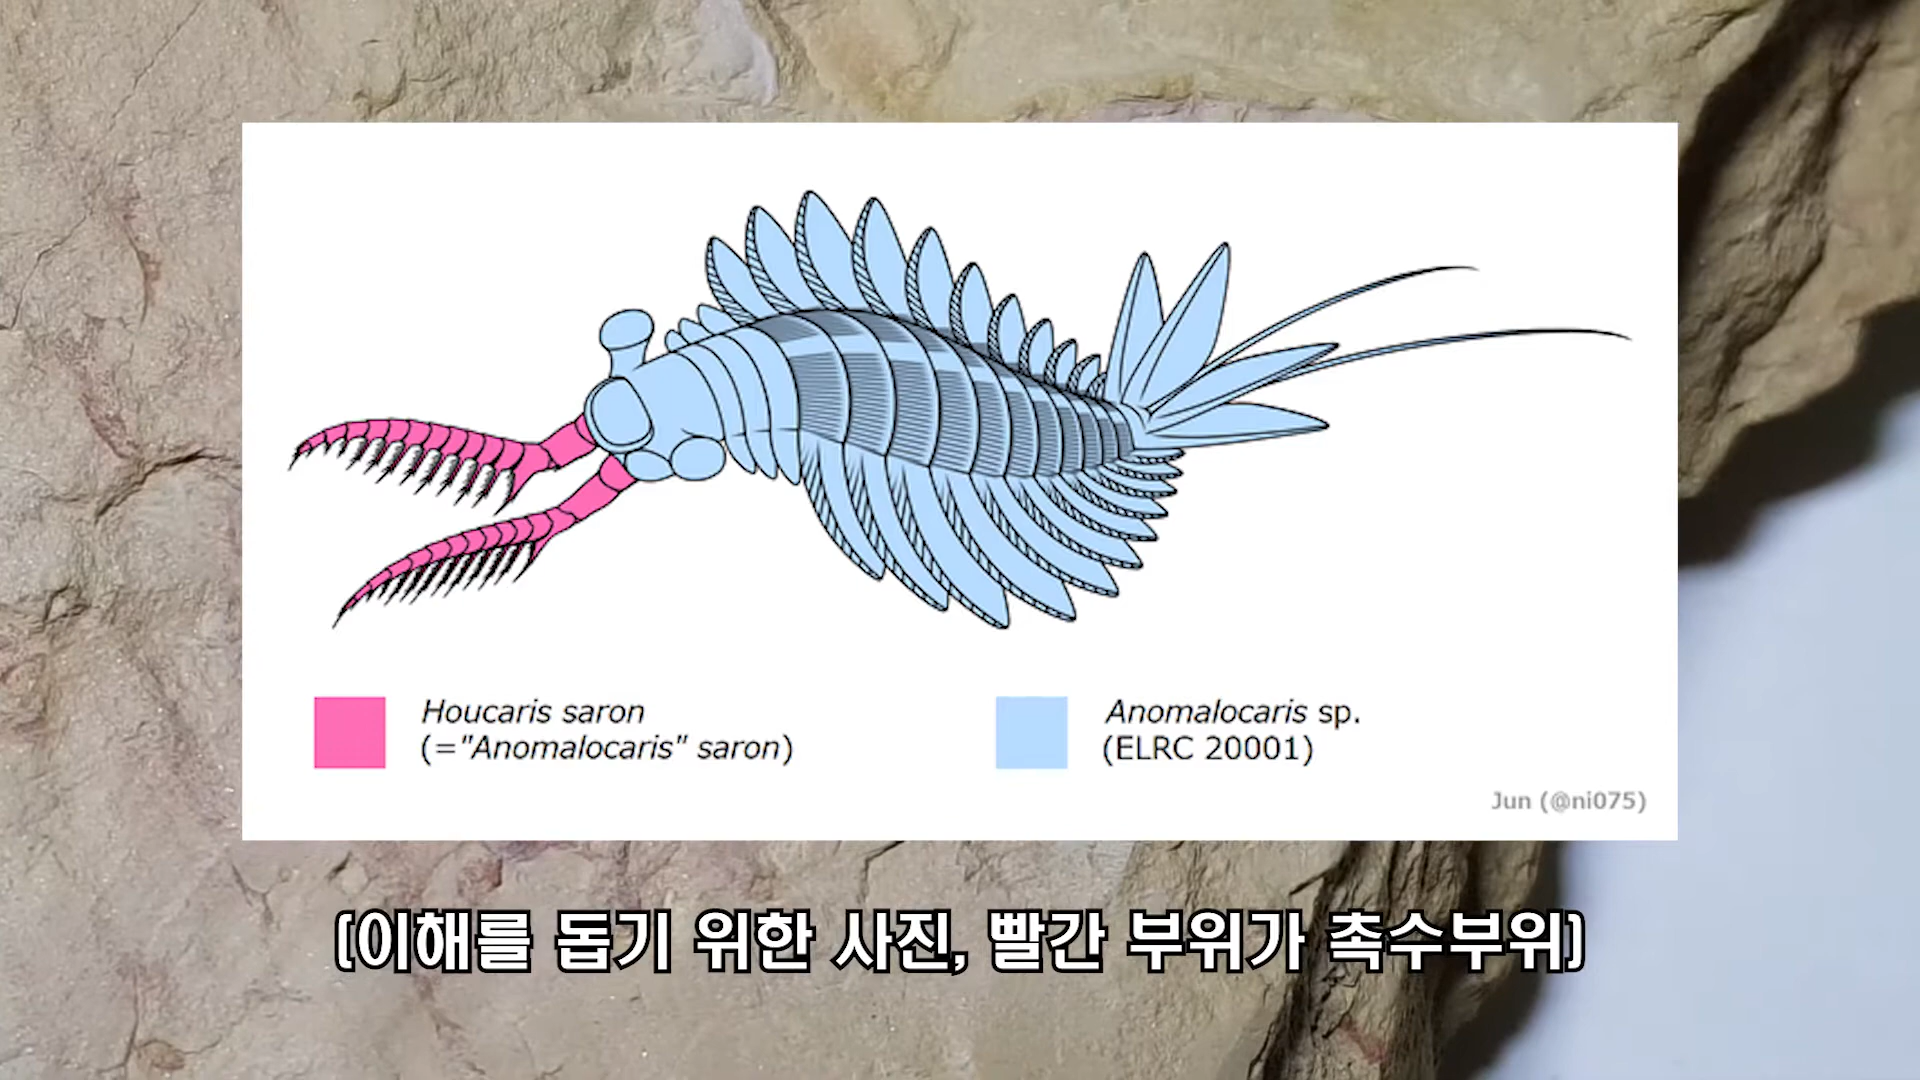 Houcaris saron
(="Anomalocaris" saron)
Anomalocaris sp.
(ELRC 20001)
Jun (@ni075)
(이해를 돕기 위한 사진, 빨간 부위가 촉수부위)